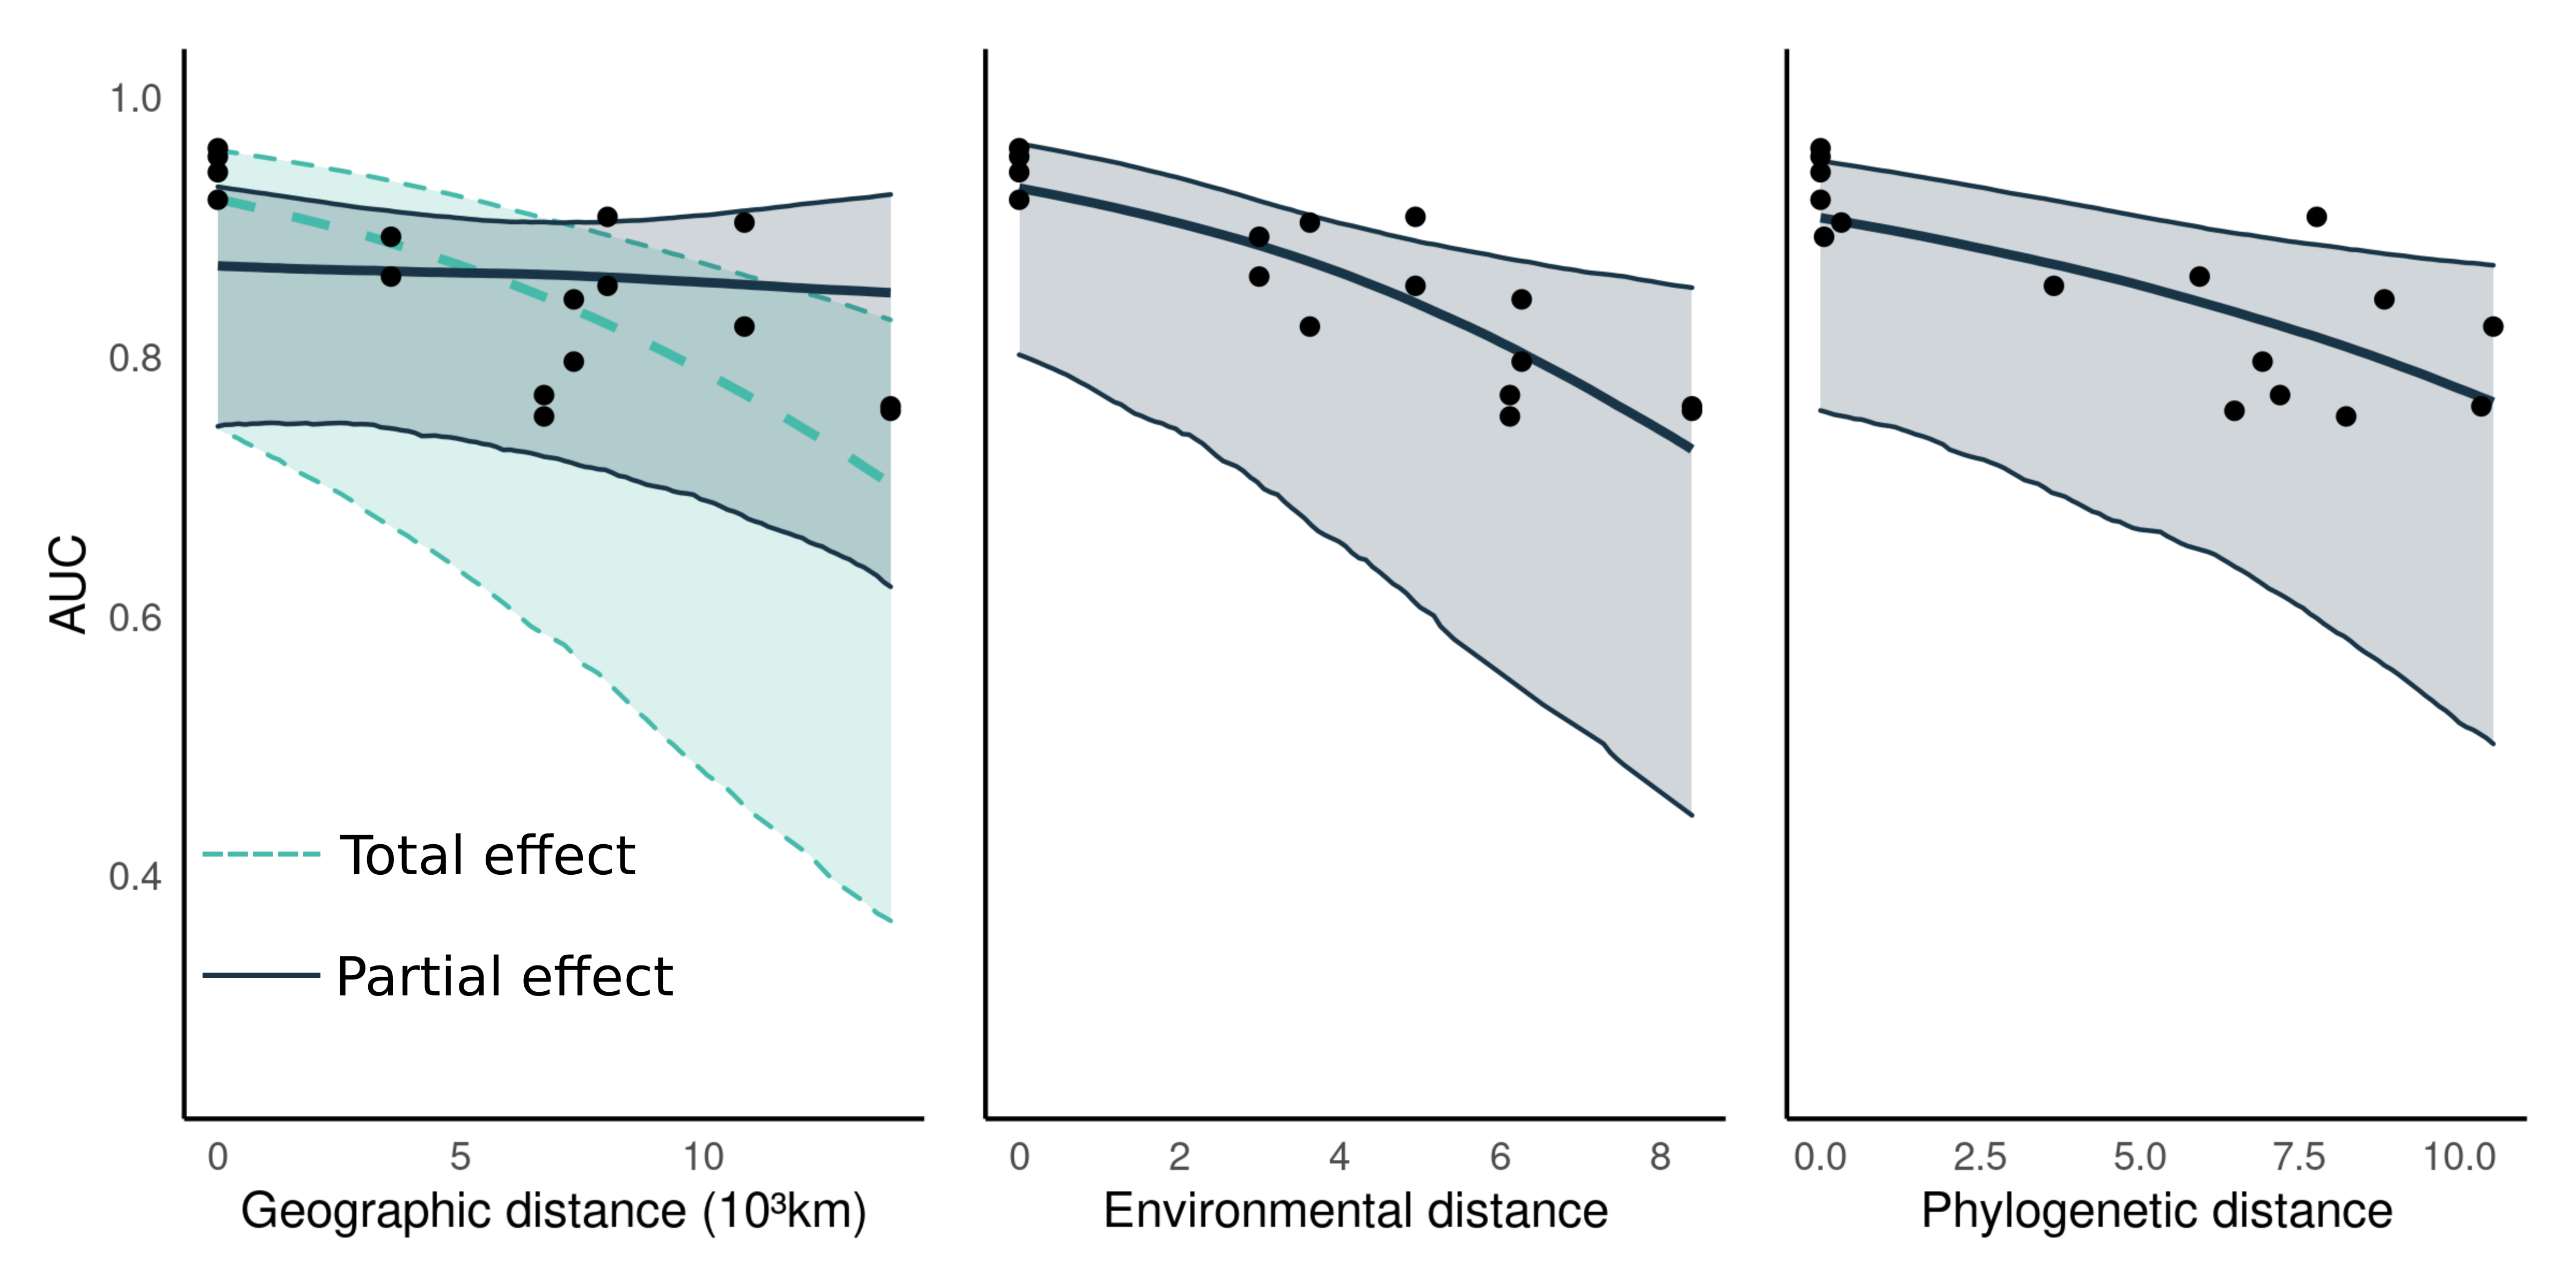 AUC
1.0
0.8
0.6
0.4
Total effect
Partial effect
0 5 10
Geographic distance (10³km)
0 2 4 6 8
Environmental distance
0.0 2.5 5.0 7.5 10.0
Phylogenetic distance